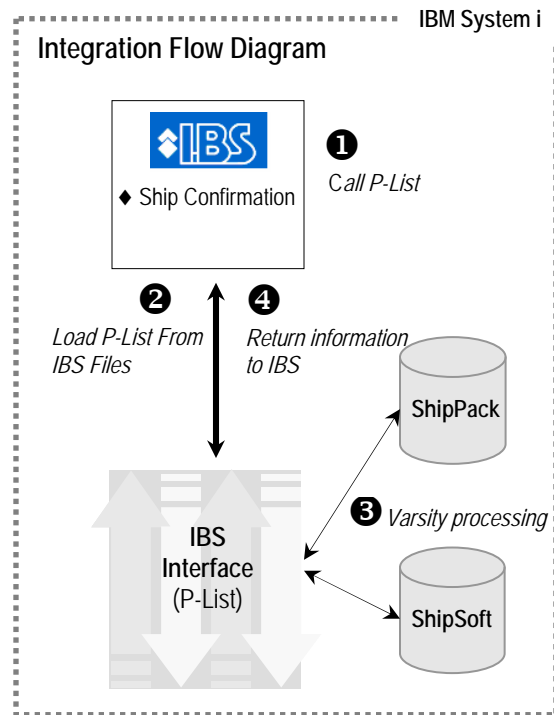 IBM System i
Integration Flow Diagram
IBS
♦ Ship Confirmation
❶
Call P-List
❷
Load P-List From
IBS Files
❹
Return information
to IBS
ShipPack
❸ Varsity processing
IBS
Interface
(P-List)
ShipSoft